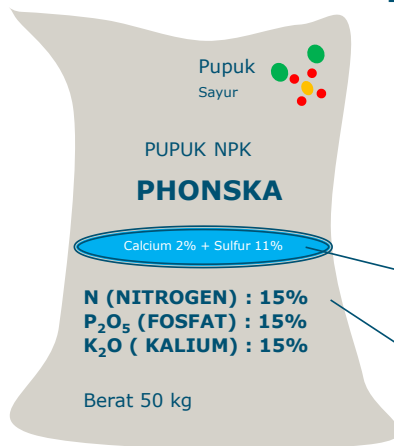 Pupuk
Sayur
PUPUK NPK
PHONSKA
Calcium 2% + Sulfur 11%
N (NITROGEN) : 15%
P₂O₅ (FOSFAT) : 15%
K₂O ( KALIUM) : 15%
Berat 50 kg